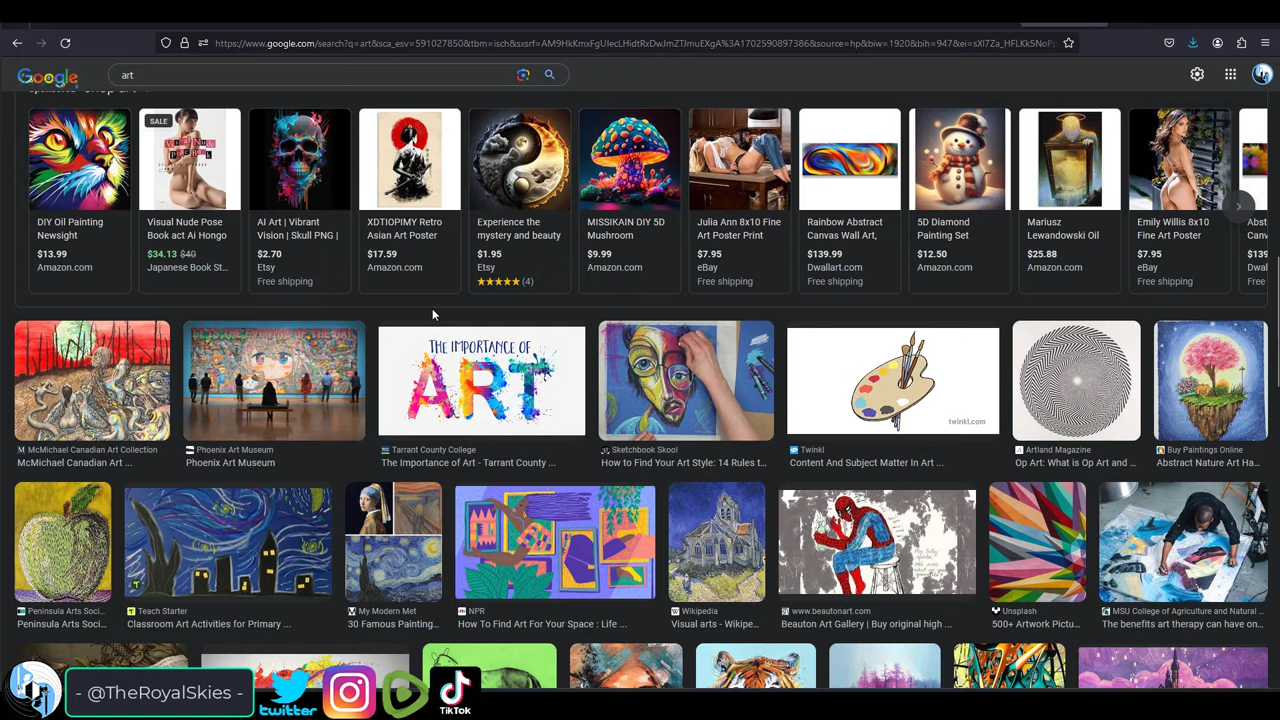 https://www.google.com/search?q=art&sca_esv=591027850&tbm=isch&sxsrf=AM9HkKmxFgUIecLHidtRxDwJmZTJmuEXgA%3A1702590897386&source=hp&biw=1920&bih=947&ei=sXl7Za_HFLKk5NoP
Google
art
SALE
DIY Oil Painting
Newsight
$13.99
Amazon.com
Visual Nude Pose
Book act Ai Hongo
$34.13 $40
Japanese Book St...
AI Art | Vibrant
Vision | Skull PNG |
$2.70
Etsy
Free shipping
XDTIOPIMY Retro
Asian Art Poster
$17.59
Amazon.com
Experience the
mystery and beauty
$1.95
Etsy
★★★★★ (4)
MISSIKAIN DIY 5D
Mushroom
$9.99
Amazon.com
Julia Ann 8x10 Fine
Art Poster Print
$7.95
eBay
Free shipping
Rainbow Abstract
Canvas Wall Art,
$139.99
Dwallart.com
Free shipping
5D Diamond
Painting Set
$12.50
Amazon.com
Mariusz
Lewandowski Oil
$25.88
Amazon.com
Emily Willis 8x10
Fine Art Poster
$7.95
eBay
Free shipping
THE IMPORTANCE OF
ART
twinkl.com
McMichael Canadian Art Collection
McMichael Canadian Art ...
Phoenix Art Museum
Phoenix Art Museum
Tarrant County College
The Importance of Art - Tarrant County ...
Sketchbook Skool
How to Find Your Art Style: 14 Rules t...
Twinkl
Content And Subject Matter In Art ...
Artland Magazine
Op Art: What is Op Art and ...
Buy Paintings Online
Abstract Nature Art Ha...
Peninsula Arts Soci...
Peninsula Arts Soci...
Teach Starter
Classroom Art Activities for Primary ...
My Modern Met
30 Famous Painting...
NPR
How To Find Art For Your Space : Life ...
Wikipedia
Visual arts - Wikipe...
www.beautonart.com
Beauton Art Gallery | Buy original high ...
Unsplash
500+ Artwork Pictu...
MSU College of Agriculture and Natural ...
The benefits art therapy can have on...
- @TheRoyalSkies -
twitter
TikTok